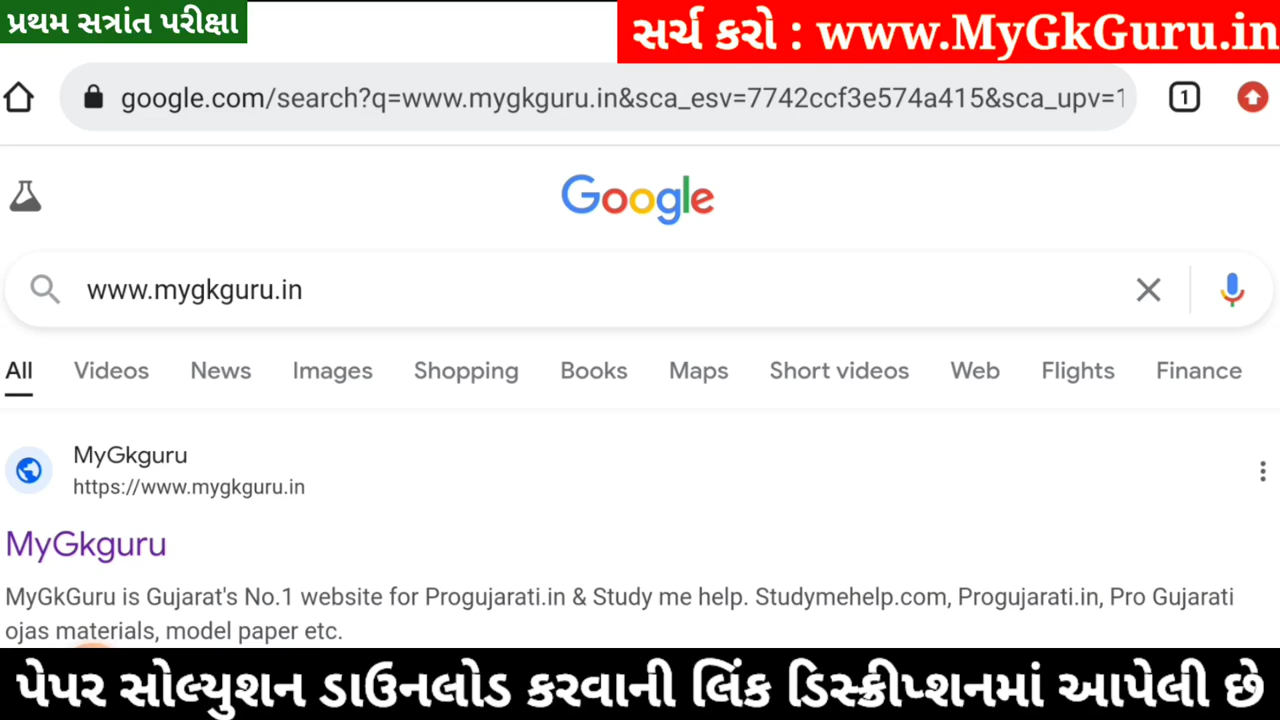 પ્રથમ સત્રાંત પરીક્ષા
સર્ચ કરો : www.MyGkGuru.in
google.com/search?q=www.mygkguru.in&sca_esv=7742ccf3e574a415&sca_upv=1
1
Google
www.mygkguru.in
All Videos News Images Shopping Books Maps Short videos Web Flights Finance
MyGkguru
https://www.mygkguru.in
MyGkguru
MyGkGuru is Gujarat's No.1 website for Progujarati.in & Study me help. Studymehelp.com, Progujarati.in, Pro Gujarati
ojas materials, model paper etc.
પેપર સોલ્યુશન ડાઉનલોડ કરવાની લિંક ડિસ્ક્રીપ્શનમાં આપેલી છે